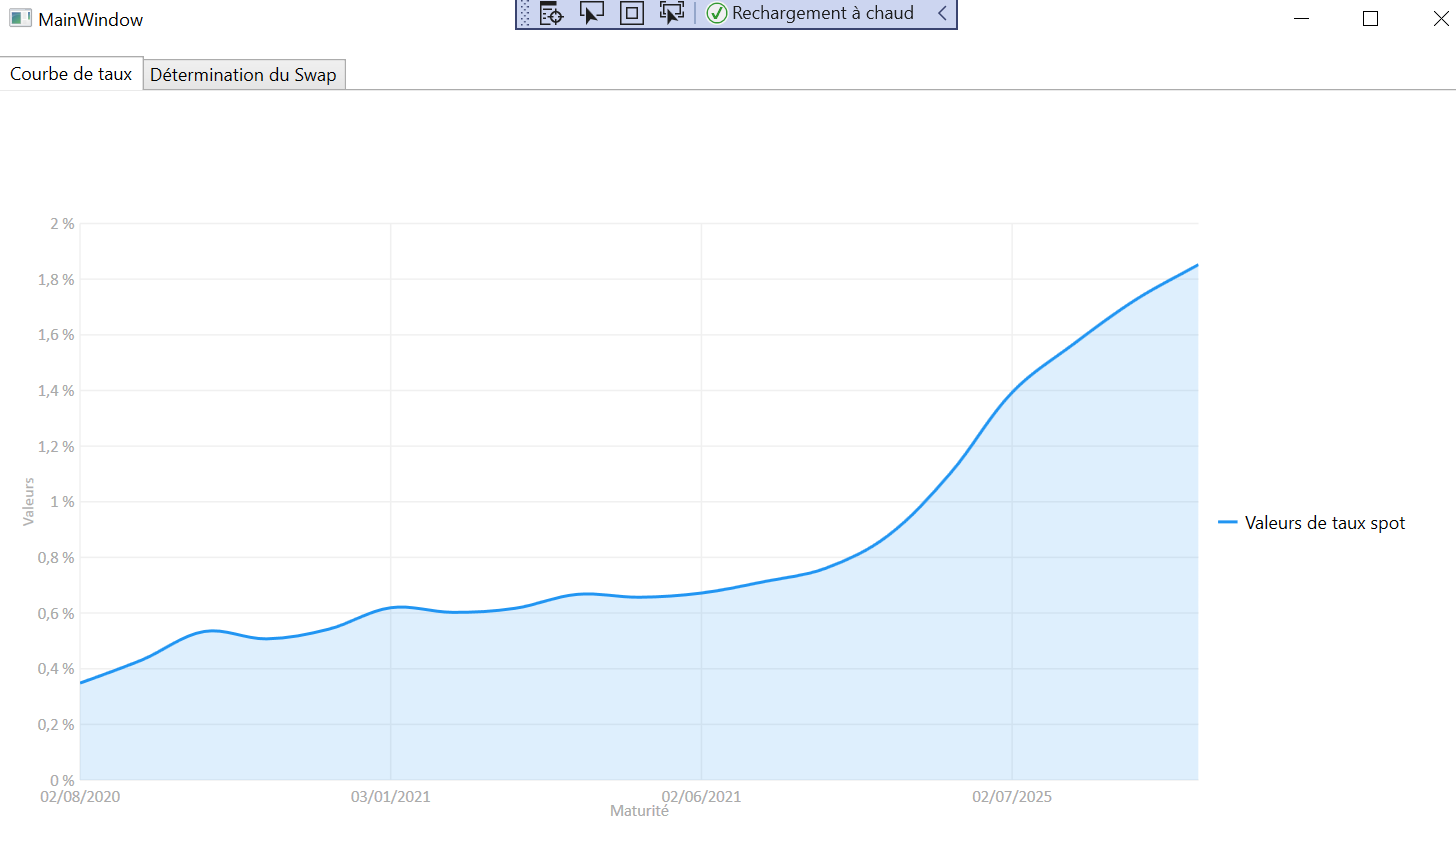 MainWindow
Rechargement à chaud
Courbe de taux
Détermination du Swap
2 %
1,8 %
1,6 %
1,4 %
1,2 %
1 %
0,8 %
0,6 %
0,4 %
0,2 %
0 %
Valeurs
02/08/2020
03/01/2021
02/06/2021
02/07/2025
Maturité
Valeurs de taux spot